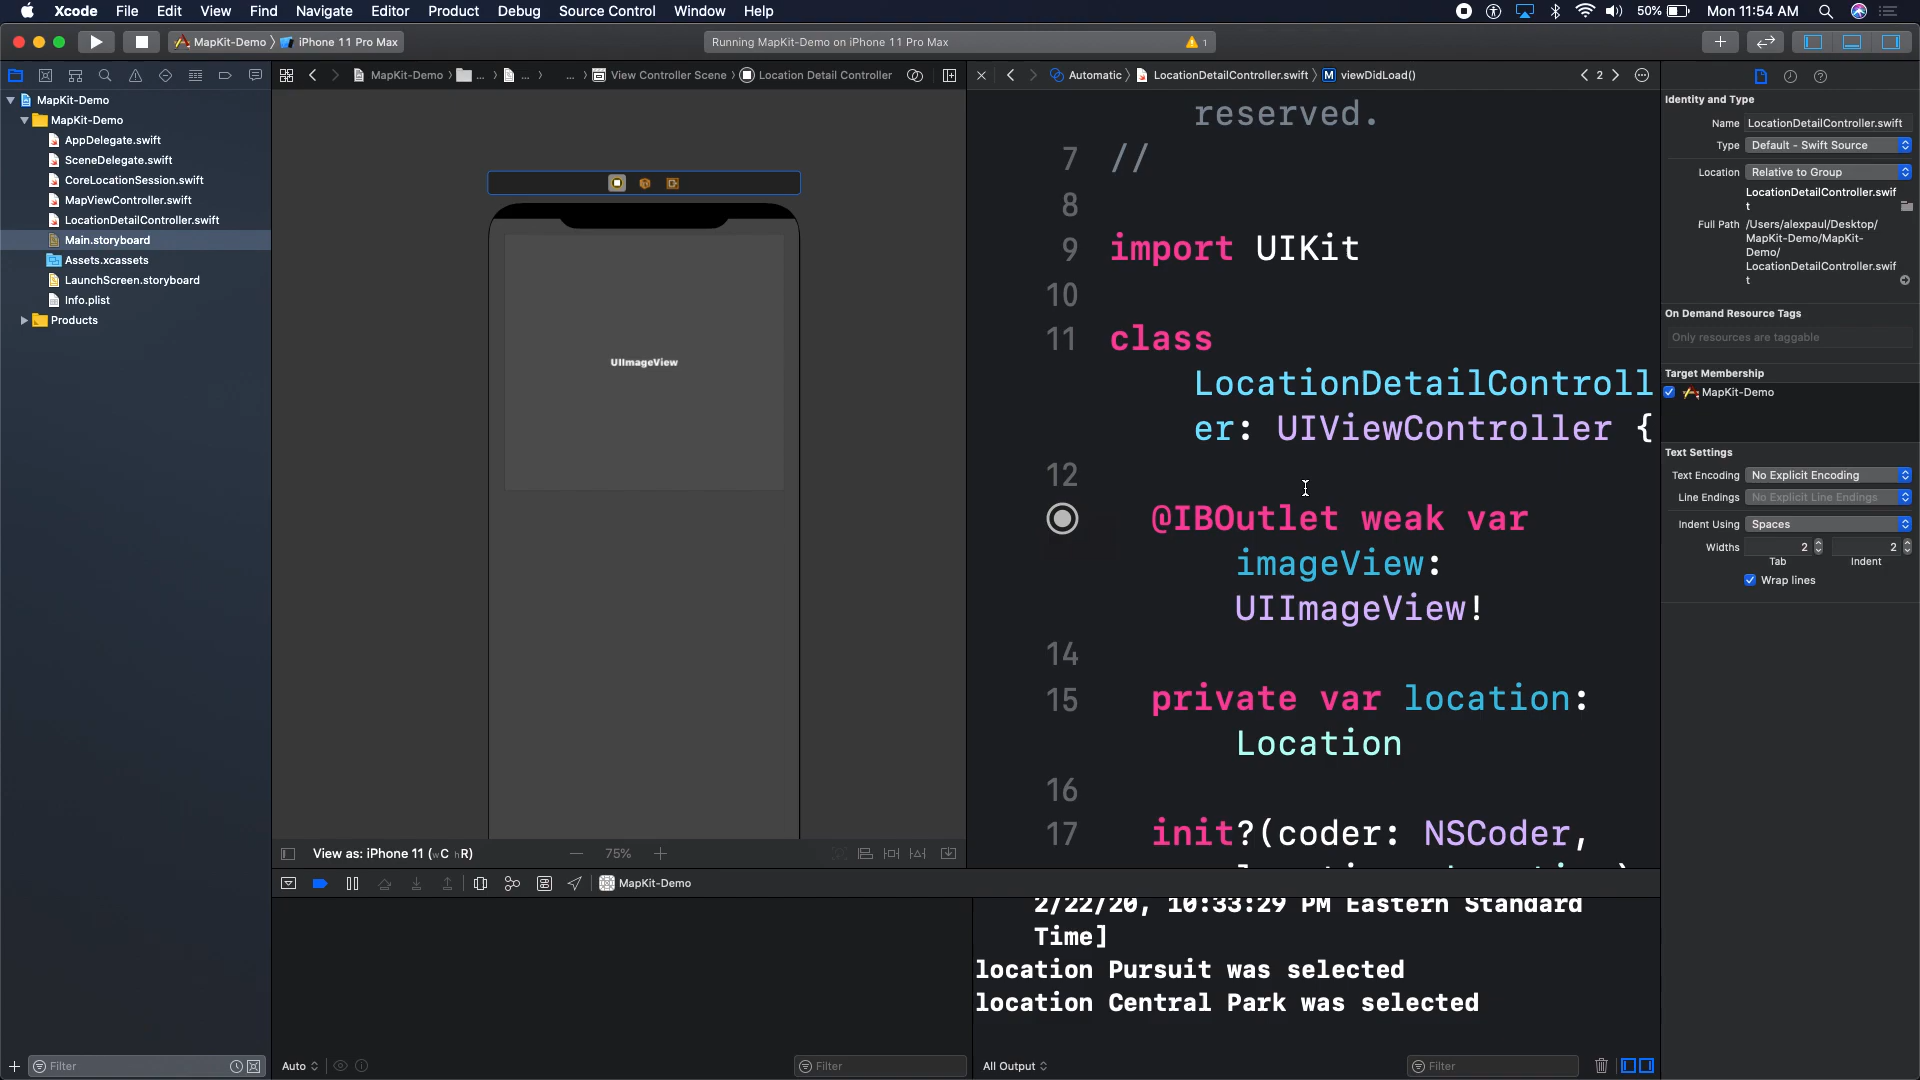 Xcode File Edit View Find Navigate Editor Product Debug Source Control Window Help
50% Mon 11:54 AM
MapKit-Demo iPhone 11 Pro Max
Running MapKit-Demo on iPhone 11 Pro Max
1
MapKit-Demo ... ... ... View Controller Scene Location Detail Controller
Automatic LocationDetailController.swift M viewDidLoad()
2
MapKit-Demo
MapKit-Demo
AppDelegate.swift
SceneDelegate.swift
CoreLocationSession.swift
MapViewController.swift
LocationDetailController.swift
Main.storyboard
Assets.xcassets
LaunchScreen.storyboard
Info.plist
Products
UIImageView
View as: iPhone 11 (wC hR)
75%
reserved.
7 //
8
9 import UIKit
10
11 class
LocationDetailControll
er: UIViewController {
12
@IBOutlet weak var
imageView:
UIImageView!
14
15 private var location:
Location
16
17 init?(coder: NSCoder,
Identity and Type
Name LocationDetailController.swift
Type Default - Swift Source
Location Relative to Group
LocationDetailController.swif
t
Full Path /Users/alexpaul/Desktop/
MapKit-Demo/MapKit-
Demo/
LocationDetailController.swif
t
On Demand Resource Tags
Only resources are taggable
Target Membership
MapKit-Demo
Text Settings
Text Encoding No Explicit Encoding
Line Endings No Explicit Line Endings
Indent Using Spaces
Widths 2 2
Tab Indent
Wrap lines
MapKit-Demo
2/22/20, 10:33:29 PM Eastern Standard
Time]
location Pursuit was selected
location Central Park was selected
Filter
Auto
Filter
All Output
Filter